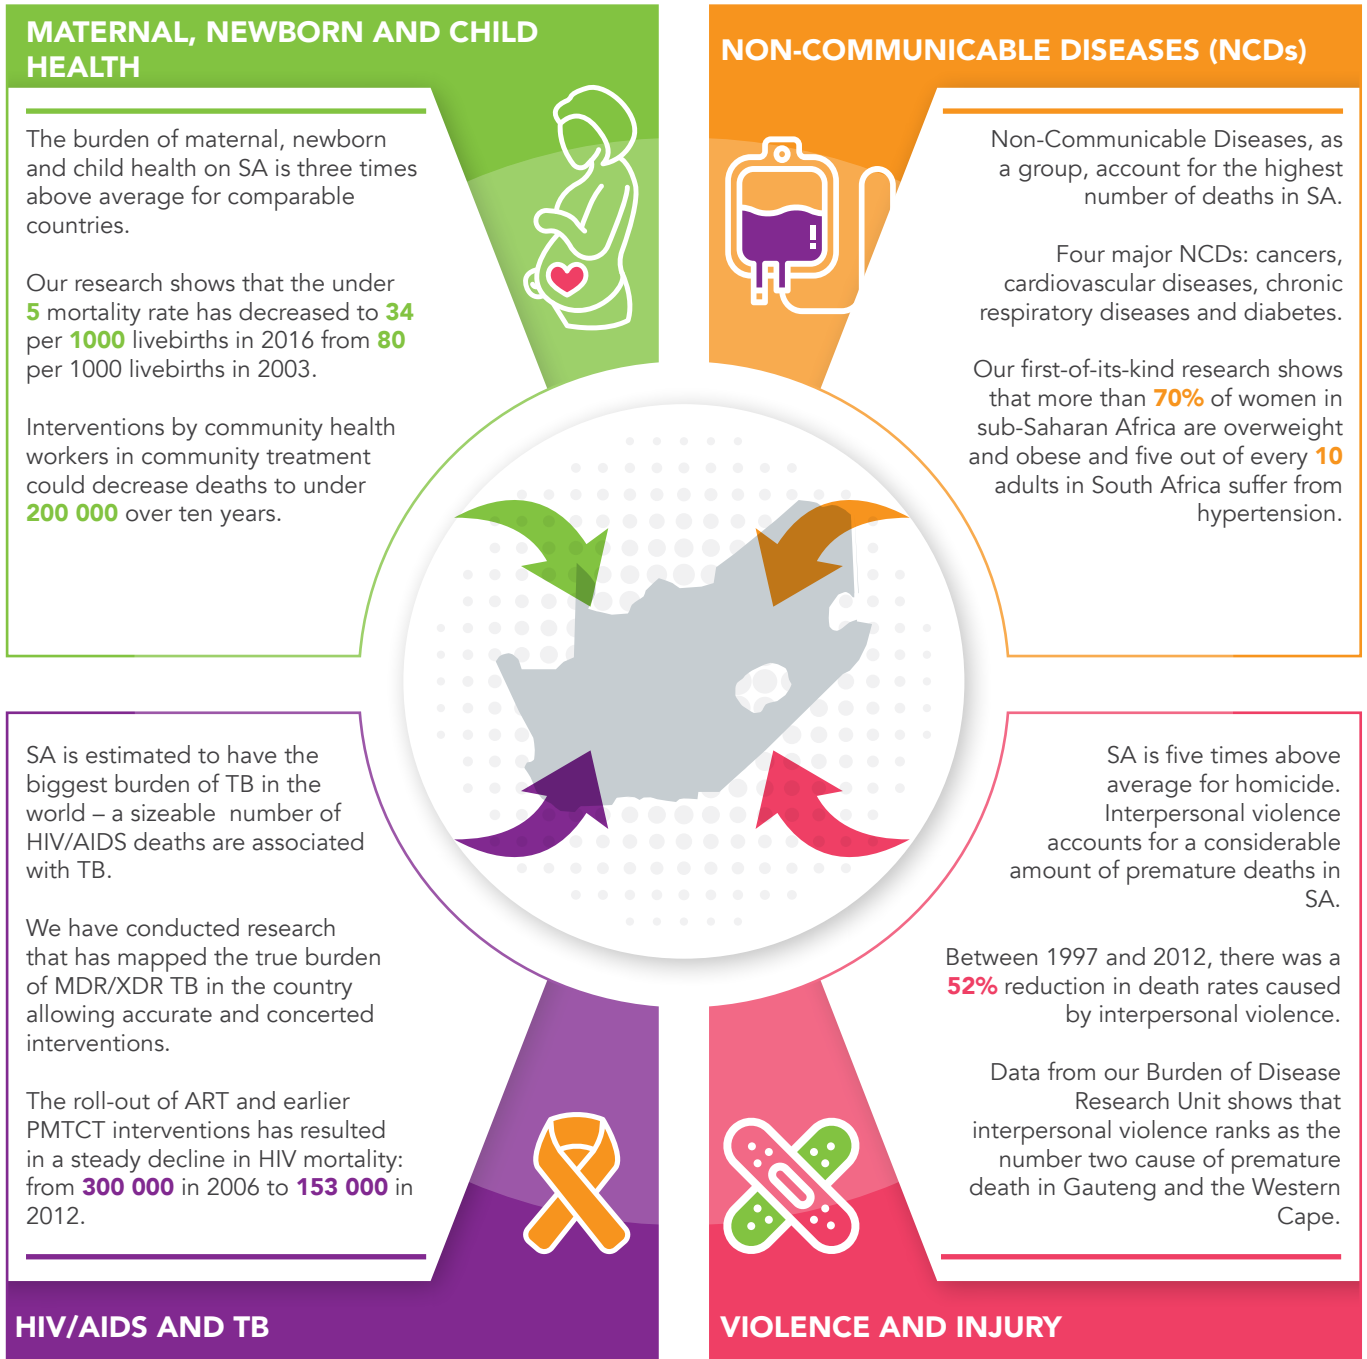 MATERNAL, NEWBORN AND CHILD
HEALTH
The burden of maternal, newborn
and child health on SA is three times
above average for comparable
countries.
Our research shows that the under
5 mortality rate has decreased to 34
per 1000 livebirths in 2016 from 80
per 1000 livebirths in 2003.
Interventions by community health
workers in community treatment
could decrease deaths to under
200 000 over ten years.
NON-COMMUNICABLE DISEASES (NCDs)
Non-Communicable Diseases, as
a group, account for the highest
number of deaths in SA.
Four major NCDs: cancers,
cardiovascular diseases, chronic
respiratory diseases and diabetes.
Our first-of-its-kind research shows
that more than 70% of women in
sub-Saharan Africa are overweight
and obese and five out of every 10
adults in South Africa suffer from
hypertension.
SA is estimated to have the
biggest burden of TB in the
world – a sizeable number of
HIV/AIDS deaths are associated
with TB.
We have conducted research
that has mapped the true burden
of MDR/XDR TB in the country
allowing accurate and concerted
interventions.
The roll-out of ART and earlier
PMTCT interventions has resulted
in a steady decline in HIV mortality:
from 300 000 in 2006 to 153 000 in
2012.
HIV/AIDS AND TB
SA is five times above
average for homicide.
Interpersonal violence
accounts for a considerable
amount of premature deaths in
SA.
Between 1997 and 2012, there was a
52% reduction in death rates caused
by interpersonal violence.
Data from our Burden of Disease
Research Unit shows that
interpersonal violence ranks as the
number two cause of premature
death in Gauteng and the Western
Cape.
VIOLENCE AND INJURY